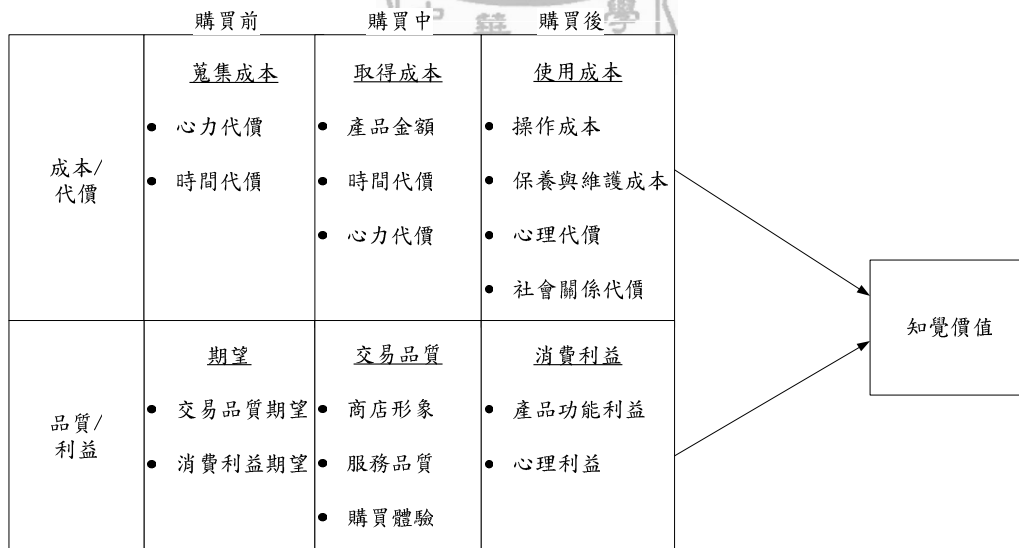 購買前 購買中 購買後
華 學
成本/
代價
蒐集成本
• 心力代價
• 時間代價
取得成本
• 產品金額
• 時間代價
• 心力代價
使用成本
• 操作成本
• 保養與維護成本
• 心理代價
• 社會關係代價
品質/
利益
期望
• 交易品質期望
• 消費利益期望
交易品質
• 商店形象
• 服務品質
• 購買體驗
消費利益
• 產品功能利益
• 心理利益
知覺價值